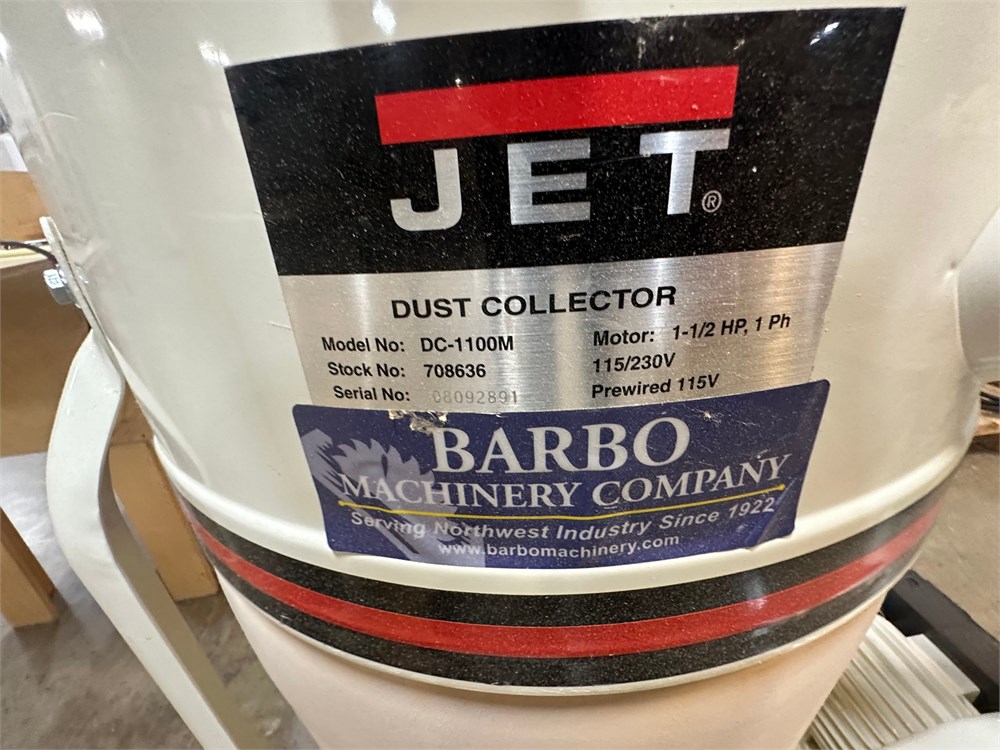 JET®
DUST COLLECTOR
Model No: DC-1100M
Stock No: 708636
Serial No: 08092891
Motor: 1-1/2 HP, 1 Ph
115/230V
Prewired 115V
BARBO
MACHINERY COMPANY
Serving Northwest Industry Since 1922
www.barbomachinery.com